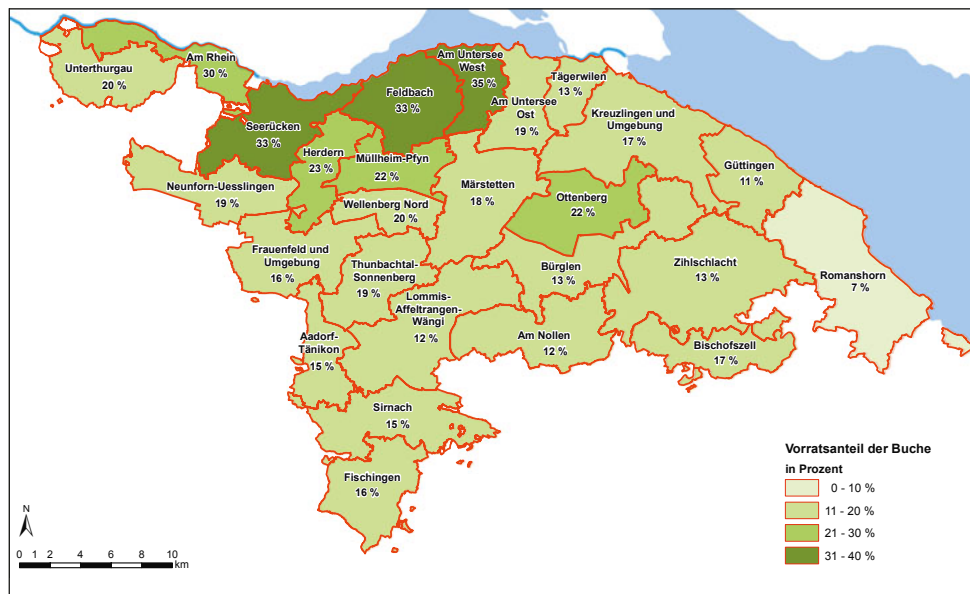 Unterthurgau
20 %
Am Rhein
30 %
Seerücken
33 %
Feldbach
33 %
Am Untersee
West
35 %
Am Untersee
Ost
19 %
Tägerwilen
13 %
Kreuzlingen und
Umgebung
17 %
Güttingen
11 %
Herdern
23 %
Müllheim-Pfyn
22 %
Neunforn-Uesslingen
19 %
Wellenberg Nord
20 %
Märstetten
18 %
Ottenberg
22 %
Romanshorn
7 %
Frauenfeld und
Umgebung
16 %
Thunbachtal-
Sonnenberg
19 %
Lommis-
Affeltrangen-
Wängi
12 %
Bürglen
13 %
Zihlschlacht
13 %
Aadorf-
Tänikon
15 %
Am Nollen
12 %
Bischofszell
17 %
Sirnach
15 %
Fischingen
16 %
Vorratsanteil der Buche
in Prozent
0 - 10 %
11 - 20 %
21 - 30 %
31 - 40 %
N
0 1 2 4 6 8 10
km